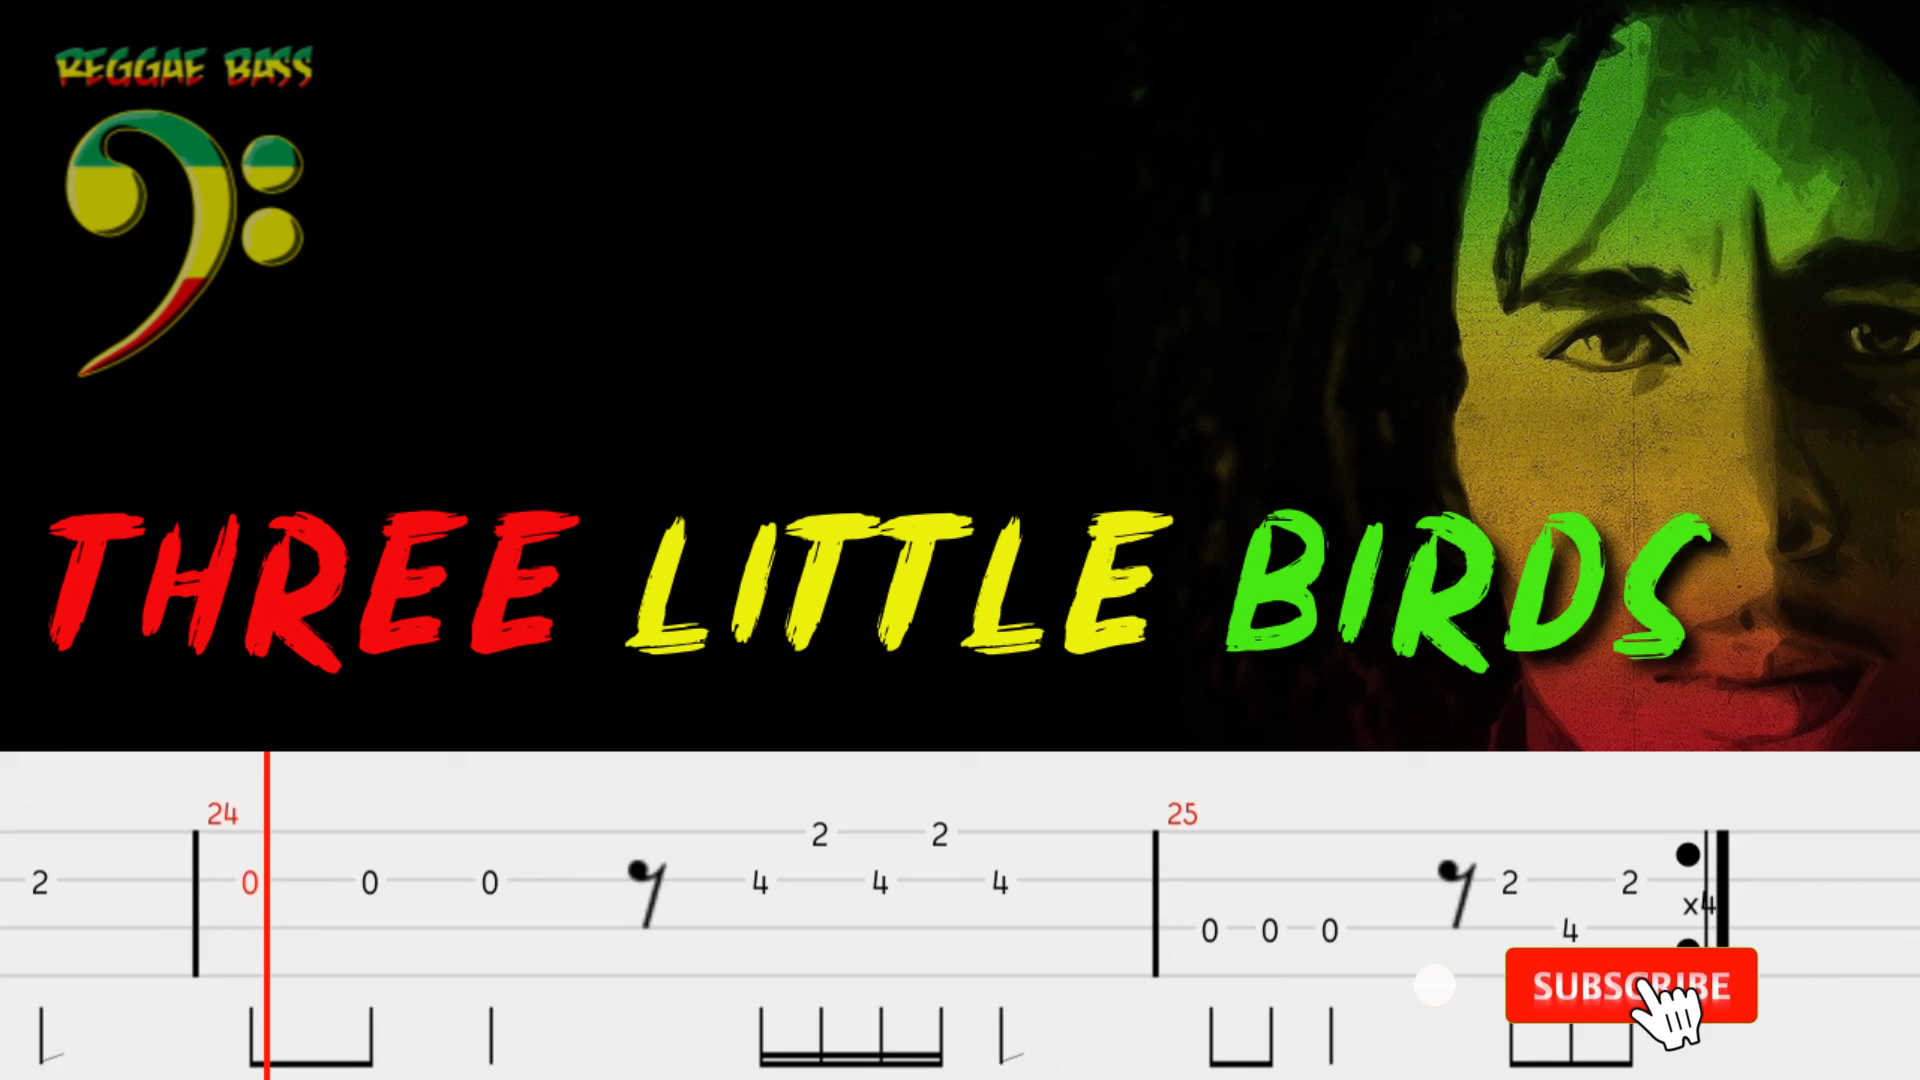 REGGAE BASS
THREE LITTLE BIRDS
24 25
2 2
2 0 0 0 4 4 4 2 2
x4
0 0 0 4
SUBSCRIBE